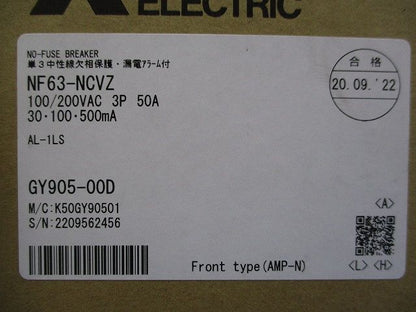 ELECTRIC
NO-FUSE BREAKER
単3中性線欠相保護・漏電アラーム付
NF63-NCVZ
100/200VAC 3P 50A
30・100・500mA
AL-1LS
GY905-00D
M/C:K50GY90501
S/N:2209562456
Front type(AMP-N)
合格
20.09.'22
<A>
<L> <H>